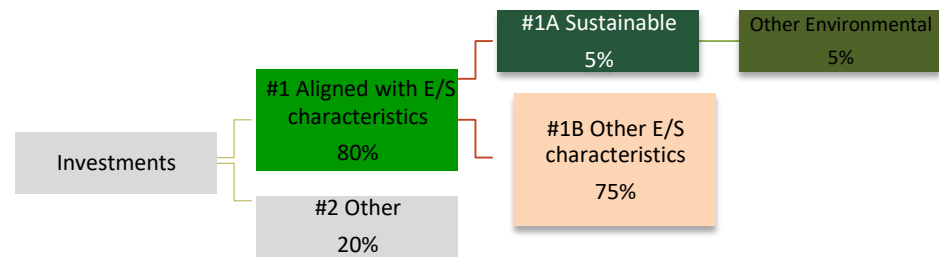 Investments
#1 Aligned with E/S
characteristics
80%
#2 Other
20%
#1A Sustainable
5%
#1B Other E/S
characteristics
75%
Other Environmental
5%